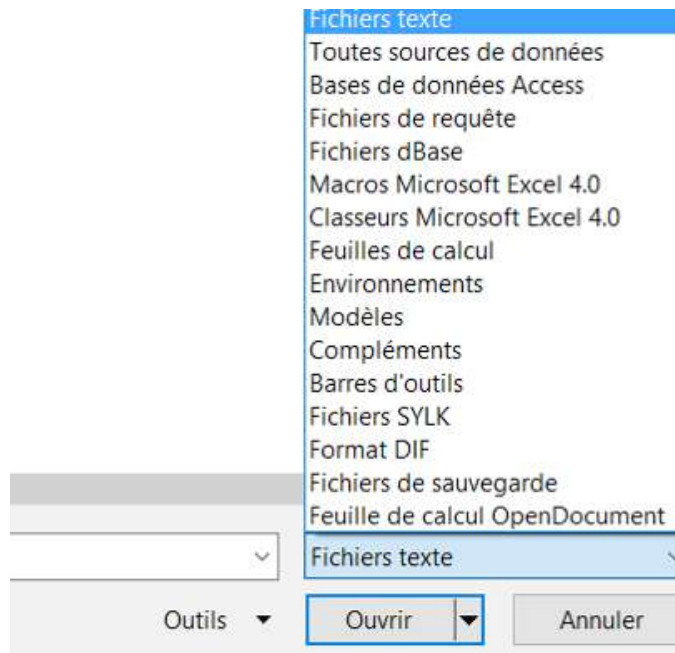 Fichiers texte
Toutes sources de données
Bases de données Access
Fichiers de requête
Fichiers dBase
Macros Microsoft Excel 4.0
Classeurs Microsoft Excel 4.0
Feuilles de calcul
Environnements
Modèles
Compléments
Barres d'outils
Fichiers SYLK
Format DIF
Fichiers de sauvegarde
Feuille de calcul OpenDocument
Fichiers texte
Outils Ouvrir Annuler